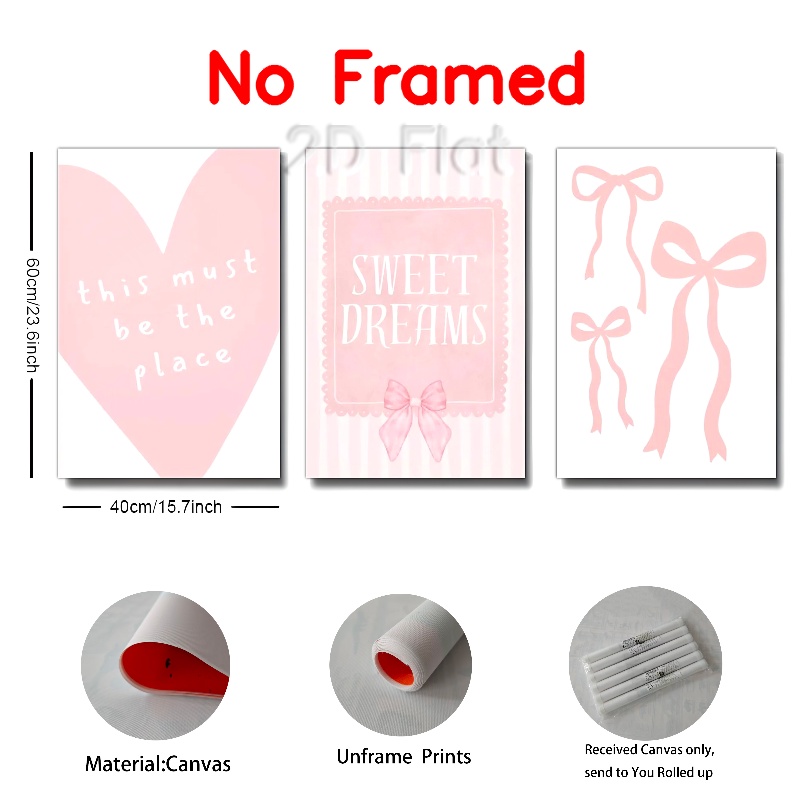 No Framed
2D Flat
this must
be the
place
SWEET
DREAMS
60cm/23.6inch
40cm/15.7inch
Material:Canvas
Unframe Prints
Received Canvas only,
send to You Rolled up